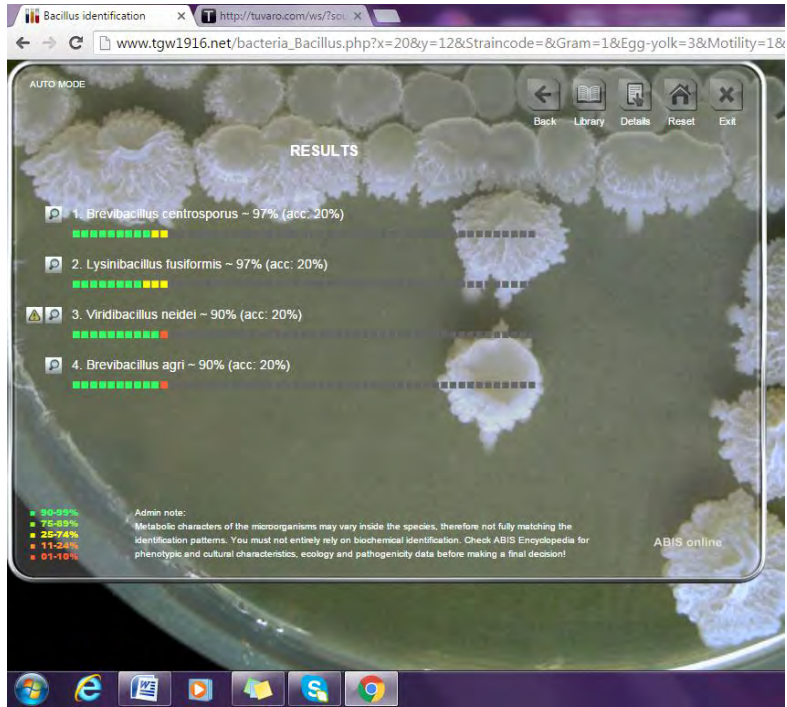 Bacillus identification
http://tuvaro.com/ws/?sou
www.tgw1916.net/bacteria_Bacillus.php?x=20&y=12&Straincode=&Gram=1&Egg-yolk=3&Motility=1&
AUTO MODE
Back Library Details Reset Exit
RESULTS
1. Brevibacillus centrosporus ~ 97% (acc: 20%)
2. Lysinibacillus fusiformis ~ 97% (acc: 20%)
3. Viridibacillus neidei ~ 90% (acc: 20%)
4. Brevibacillus agri ~ 90% (acc: 20%)
90-99%
75-89%
25-74%
11-24%
01-10%
Admin note:
Metabolic characters of the microorganisms may vary inside the species, therefore not fully matching the
identification patterns. You must not entirely rely on biochemical identification. Check ABIS Encyclopedia for
phenotypic and cultural characteristics, ecology and pathogenicity data before making a final decision!
ABIS online